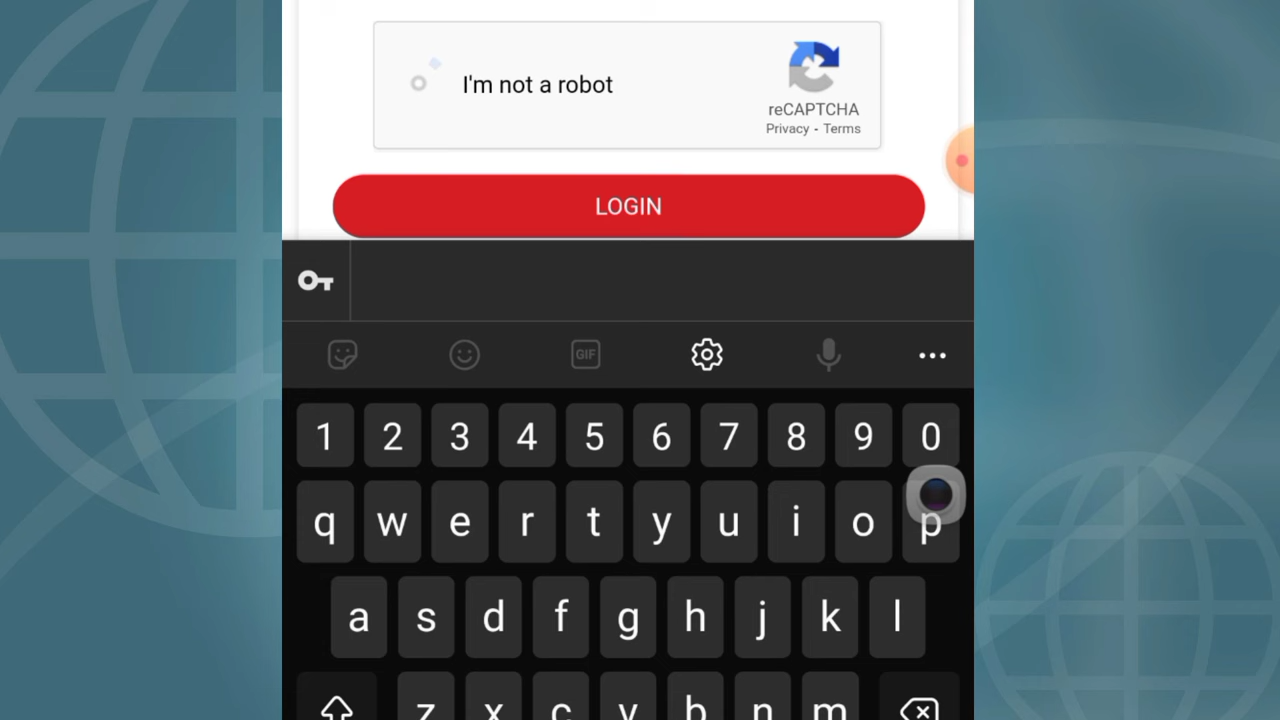 I'm not a robot
reCAPTCHA
Privacy - Terms
LOGIN
GIF
1 2 3 4 5 6 7 8 9 0
q w e r t y u i o p
a s d f g h j k l
z x c v b n m